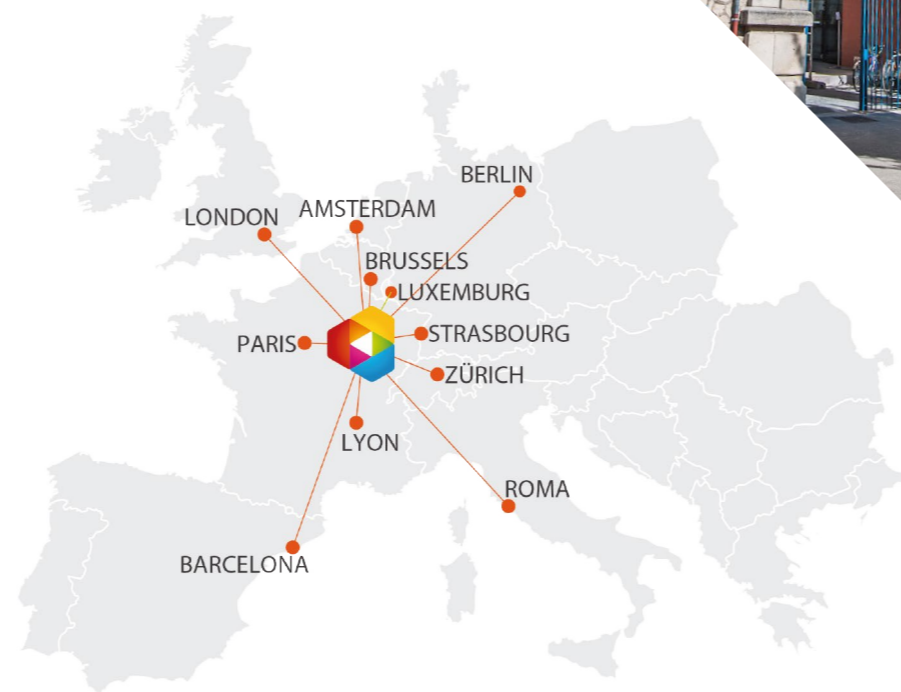 BERLIN
AMSTERDAM
LONDON
BRUSSELS
LUXEMBURG
STRASBOURG
PARIS
ZÜRICH
LYON
ROMA
BARCELONA